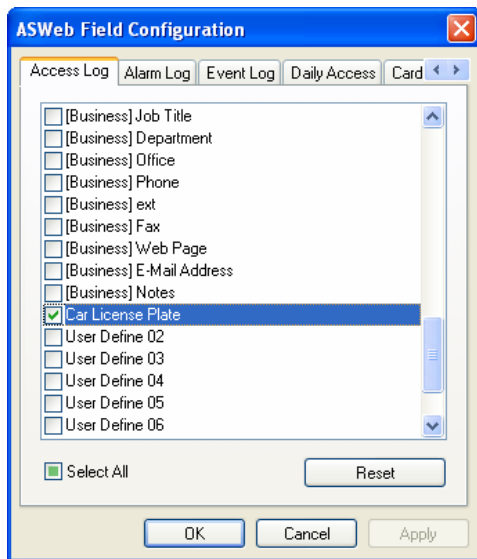 ASWeb Field Configuration
Access Log Alarm Log Event Log Daily Access Card
[Business] Job Title
[Business] Department
[Business] Office
[Business] Phone
[Business] ext
[Business] Fax
[Business] Web Page
[Business] E-Mail Address
[Business] Notes
Car License Plate
User Define 02
User Define 03
User Define 04
User Define 05
User Define 06
Select All Reset
OK Cancel Apply